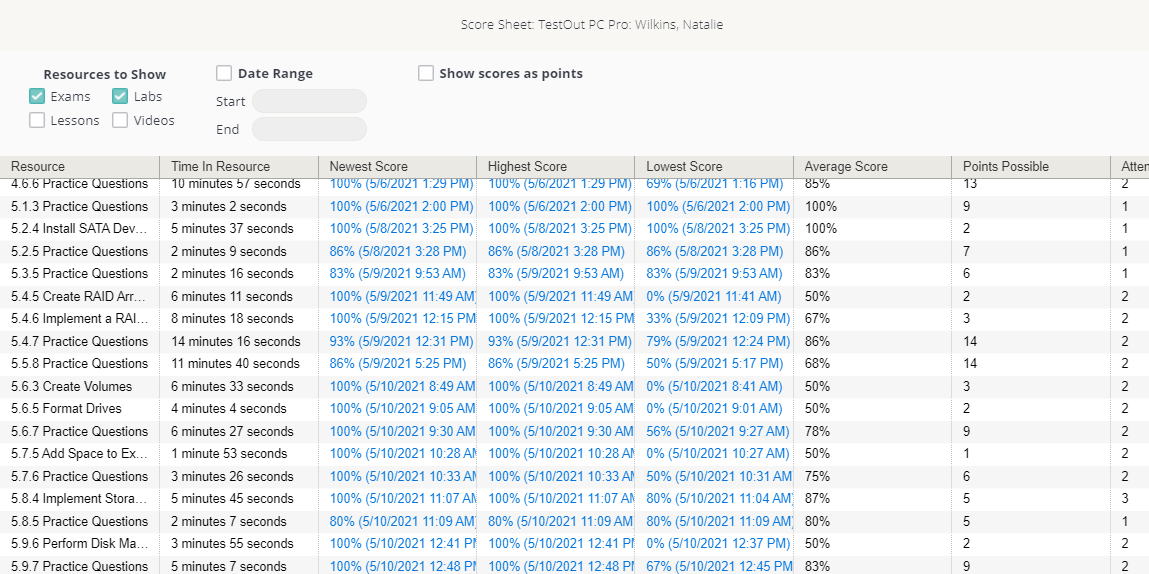 Score Sheet: TestOut PC Pro: Wilkins, Natalie
Resources to Show Date Range Show scores as points
Exams Labs Start
Lessons Videos End
Resource Time In Resource Newest Score Highest Score Lowest Score Average Score Points Possible Atten
4.6.6 Practice Questions 10 minutes 57 seconds 100% (5/6/2021 1:29 PM) 100% (5/6/2021 1:29 PM) 69% (5/6/2021 1:16 PM) 85% 13 2
5.1.3 Practice Questions 3 minutes 2 seconds 100% (5/6/2021 2:00 PM) 100% (5/6/2021 2:00 PM) 100% (5/6/2021 2:00 PM) 100% 9 1
5.2.4 Install SATA Dev... 5 minutes 37 seconds 100% (5/8/2021 3:25 PM) 100% (5/8/2021 3:25 PM) 100% (5/8/2021 3:25 PM) 100% 2 1
5.2.5 Practice Questions 2 minutes 9 seconds 86% (5/8/2021 3:28 PM) 86% (5/8/2021 3:28 PM) 86% (5/8/2021 3:28 PM) 86% 7 1
5.3.5 Practice Questions 2 minutes 16 seconds 83% (5/9/2021 9:53 AM) 83% (5/9/2021 9:53 AM) 83% (5/9/2021 9:53 AM) 83% 6 1
5.4.5 Create RAID Arr... 6 minutes 11 seconds 100% (5/9/2021 11:49 AM 100% (5/9/2021 11:49 AM 0% (5/9/2021 11:41 AM) 50% 2 2
5.4.6 Implement a RAI... 8 minutes 18 seconds 100% (5/9/2021 12:15 PM 100% (5/9/2021 12:15 PM 33% (5/9/2021 12:09 PM) 67% 3 2
5.4.7 Practice Questions 14 minutes 16 seconds 93% (5/9/2021 12:31 PM) 93% (5/9/2021 12:31 PM) 79% (5/9/2021 12:24 PM) 86% 14 2
5.5.8 Practice Questions 11 minutes 40 seconds 86% (5/9/2021 5:25 PM) 86% (5/9/2021 5:25 PM) 50% (5/9/2021 5:17 PM) 68% 14 2
5.6.3 Create Volumes 6 minutes 33 seconds 100% (5/10/2021 8:49 AM 100% (5/10/2021 8:49 AM 0% (5/10/2021 8:41 AM) 50% 3 2
5.6.5 Format Drives 4 minutes 4 seconds 100% (5/10/2021 9:05 AM 100% (5/10/2021 9:05 AM 0% (5/10/2021 9:01 AM) 50% 2 2
5.6.7 Practice Questions 6 minutes 27 seconds 100% (5/10/2021 9:30 AM 100% (5/10/2021 9:30 AM 56% (5/10/2021 9:27 AM) 78% 9 2
5.7.5 Add Space to Ex... 1 minute 53 seconds 100% (5/10/2021 10:28 AM 100% (5/10/2021 10:28 AM 0% (5/10/2021 10:27 AM) 50% 1 2
5.7.6 Practice Questions 3 minutes 26 seconds 100% (5/10/2021 10:33 AM 100% (5/10/2021 10:33 AM 50% (5/10/2021 10:31 AM 75% 6 2
5.8.4 Implement Stora... 5 minutes 45 seconds 100% (5/10/2021 11:07 AM 100% (5/10/2021 11:07 AM 80% (5/10/2021 11:04 AM) 87% 5 3
5.8.5 Practice Questions 2 minutes 7 seconds 80% (5/10/2021 11:09 AM 80% (5/10/2021 11:09 AM 80% (5/10/2021 11:09 AM) 80% 5 1
5.9.6 Perform Disk Ma... 3 minutes 55 seconds 100% (5/10/2021 12:41 PM 100% (5/10/2021 12:41 PM 0% (5/10/2021 12:37 PM) 50% 2 2
5.9.7 Practice Questions 5 minutes 7 seconds 100% (5/10/2021 12:48 PM 100% (5/10/2021 12:48 PM 67% (5/10/2021 12:45 PM 83% 9 2